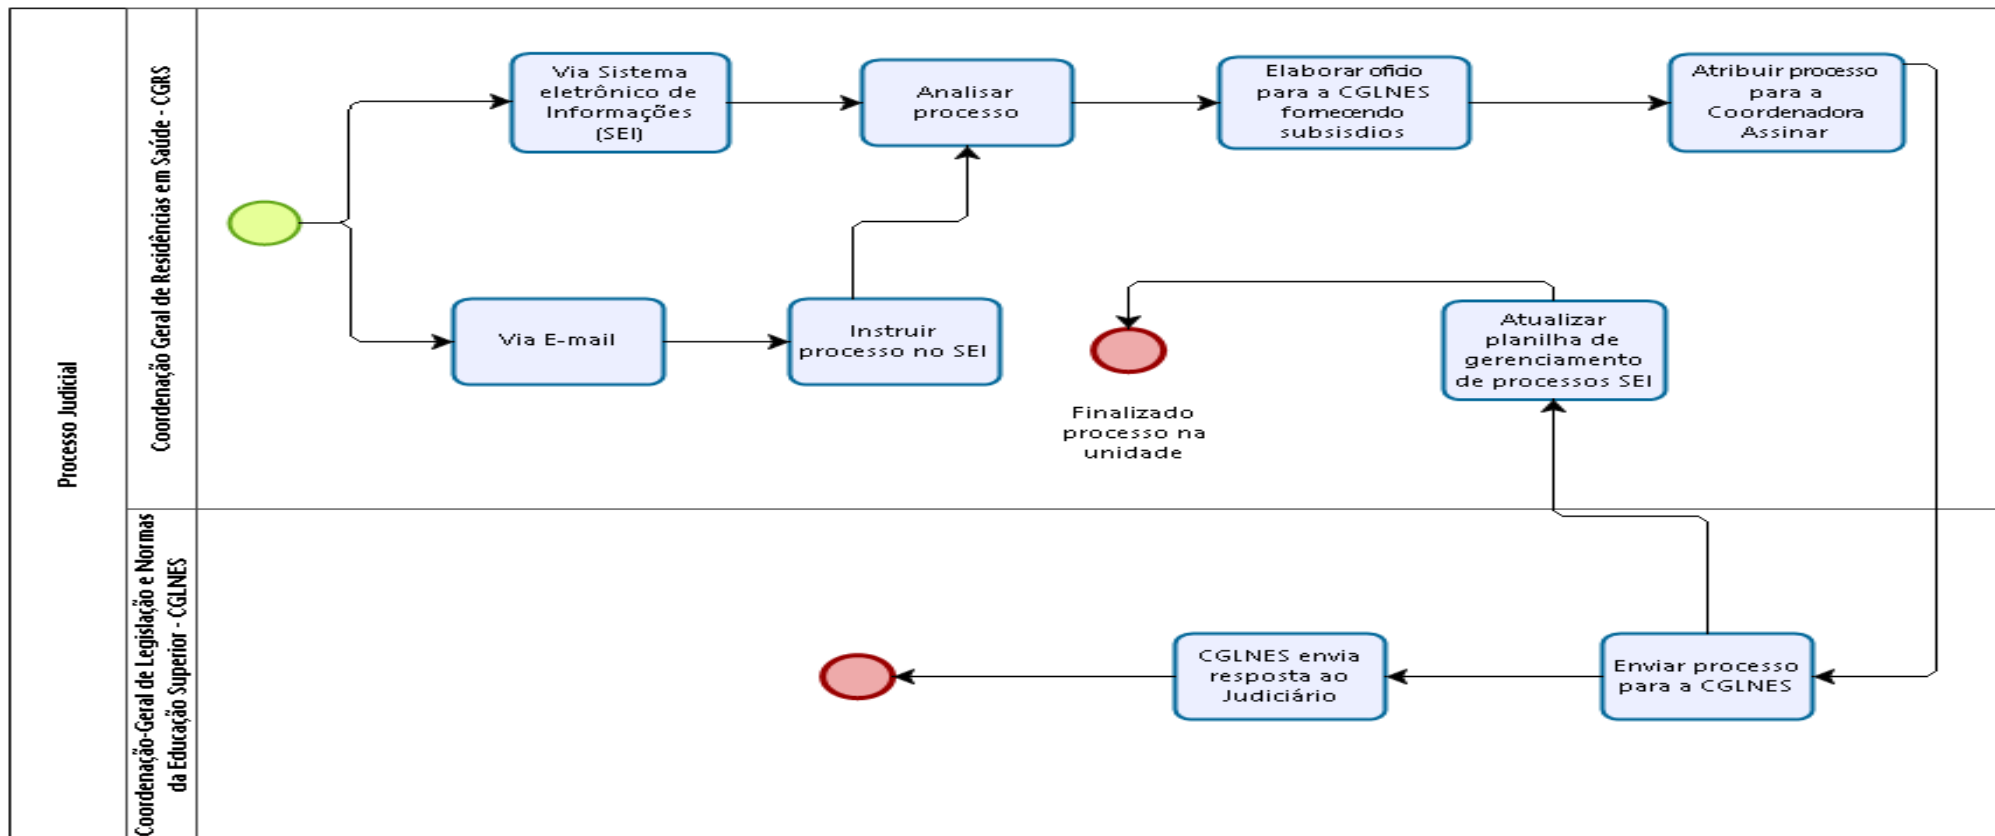 Processo Judicial
Coordenação Geral de Residências em Saúde - CGRS
Via Sistema
eletrônico de
Informações
(SEI)
Analisar
processo
Elaborar oficio
para a CGLNES
fornecendo
subsisdios
Atribuir processo
para a
Coordenadora
Assinar
Via E-mail
Instruir
processo no SEI
Finalizado
processo na
unidade
Atualizar
planilha de
gerenciamento
de processos SEI
Coordenação-Geral de Legislação e Normas
da Educação Superior - CGLNES
CGLNES envia
resposta ao
Judiciário
Enviar processo
para a CGLNES